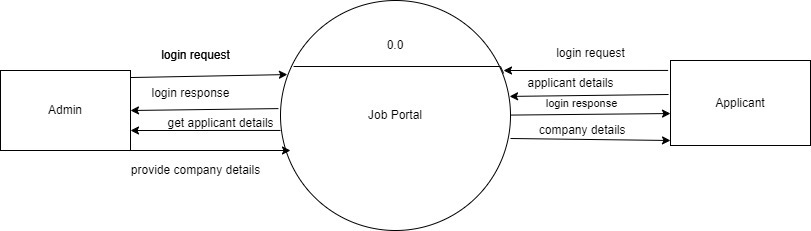 0.0
login request
login request
applicant details
login response
login response
Admin
Job Portal
Applicant
get applicant details
company details
provide company details